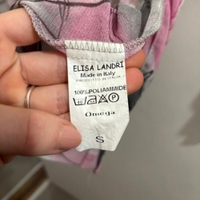 ELISA LANDRI
Made in Italy
100%POLIAMMIDE
Omega
S